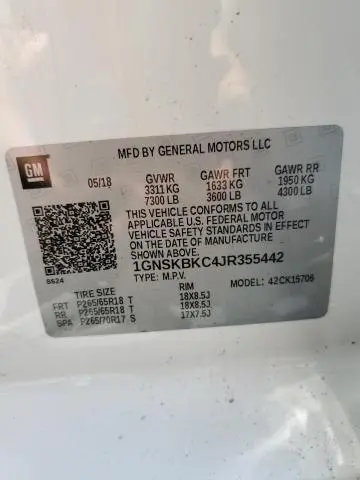 GM
MFD BY GENERAL MOTORS LLC
05/18 GVWR GAWR FRT GAWR RR
3311 KG 1633 KG 1950 KG
7300 LB 3600 LB 4300 LB
THIS VEHICLE CONFORMS TO ALL
APPLICABLE U.S. FEDERAL MOTOR
VEHICLE SAFETY STANDARDS IN
EFFECT ON THE DATE OF MANUFACTURE
SHOWN ABOVE.
1GNSKBKC4JR355442
8624 TYPE: M.P.V. MODEL: 42CK15706
TIRE SIZE RIM
FRT P265/65R18 T 18X8.5J
RR P265/65R18 T 18X8.5J
SPA P265/70R17 S 17X7.5J